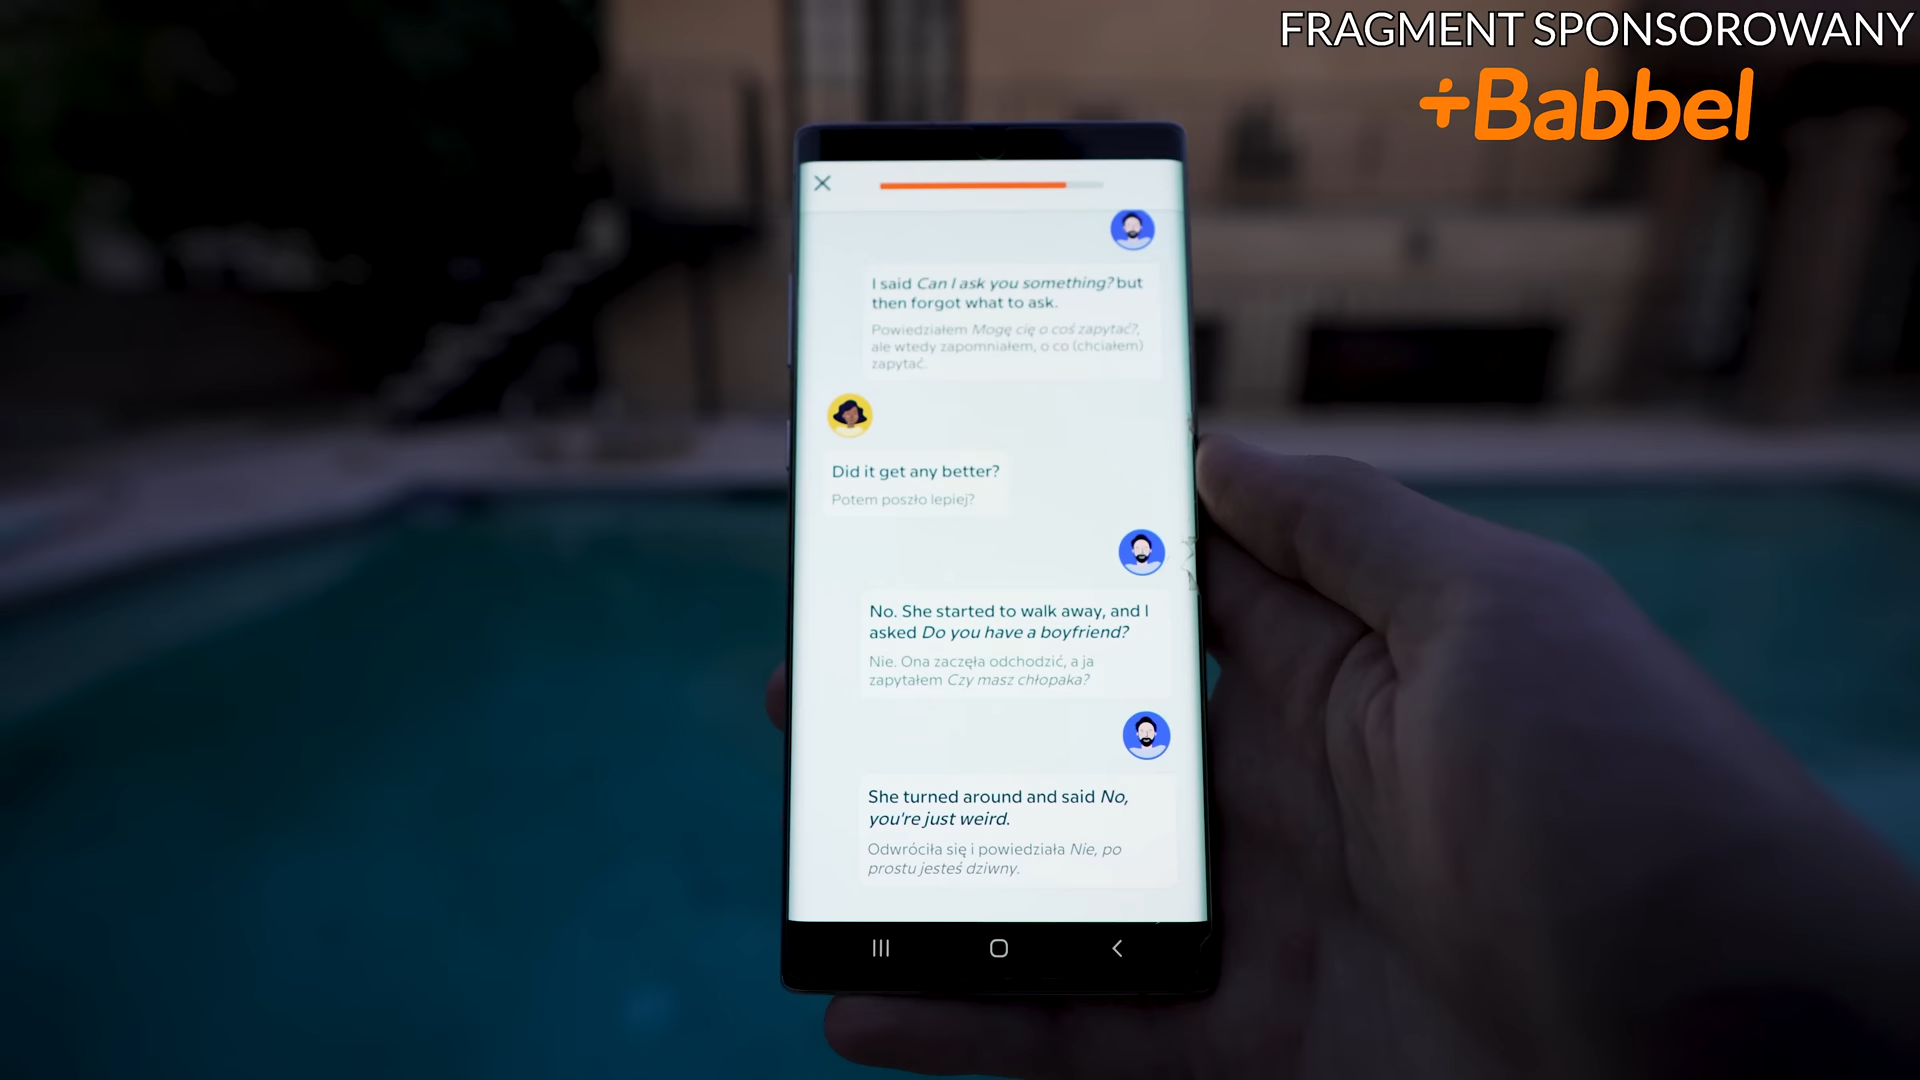 FRAGMENT SPONSOROWANY
+Babbel
I said Can I ask you something? but
then forgot what to ask.
Powiedziałem Mogę cię o coś zapytać?,
ale wtedy zapomniałem, o co (chciałem)
zapytać.
Did it get any better?
Potem poszło lepiej?
No. She started to walk away, and I
asked Do you have a boyfriend?
Nie. Ona zaczęła odchodzić, a ja
zapytałem Czy masz chłopaka?
She turned around and said No,
you're just weird.
Odwróciła się i powiedziała Nie, po
prostu jesteś dziwny.